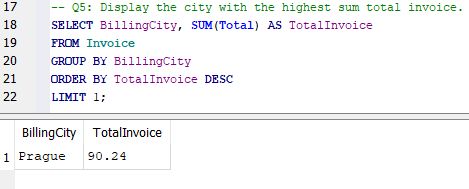 17 -- Q5: Display the city with the highest sum total invoice.
18 SELECT BillingCity, SUM(Total) AS TotalInvoice
19 FROM Invoice
20 GROUP BY BillingCity
21 ORDER BY TotalInvoice DESC
22 LIMIT 1;
BillingCity TotalInvoice
1 Prague 90.24